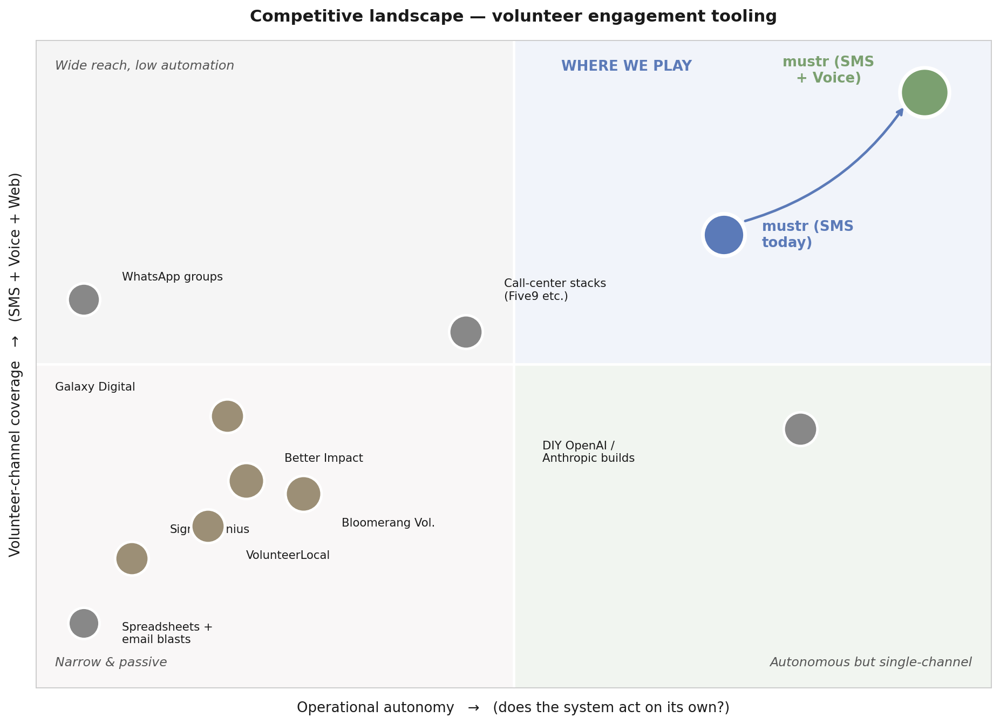 Competitive landscape — volunteer engagement tooling
Wide reach, low automation
WHERE WE PLAY
mustr (SMS
+ Voice)
mustr (SMS
today)
WhatsApp groups
Call-center stacks
(Five9 etc.)
Galaxy Digital
Better Impact
DIY OpenAI /
Anthropic builds
Bloomerang Vol.
VolunteerLocal
Spreadsheets +
email blasts
Narrow & passive
Autonomous but single-channel
Volunteer-channel coverage → (SMS + Voice + Web)
Operational autonomy → (does the system act on its own?)